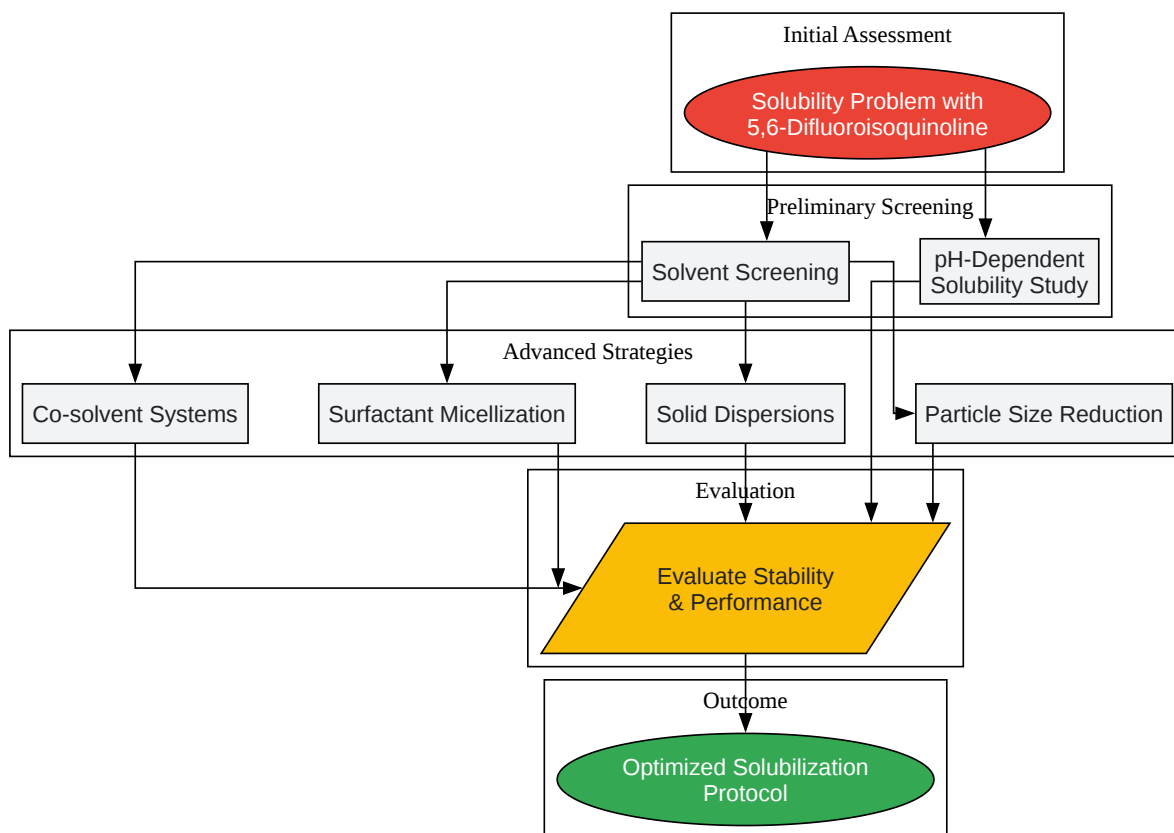 Initial Assessment
Solubility Problem with
5,6-Difluoroisoquinoline
Preliminary Screening
Solvent Screening
pH-Dependent
Solubility Study
Advanced Strategies
Co-solvent Systems
Surfactant Micellization
Solid Dispersions
Particle Size Reduction
Evaluation
Evaluate Stability
& Performance
Outcome
Optimized Solubilization
Protocol